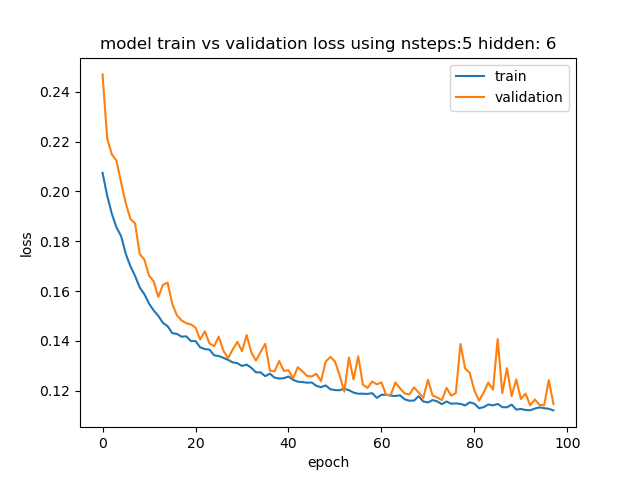 model train vs validation loss using nsteps:5 hidden: 6
train
validation
0.24
0.22
0.20
0.18
0.16
0.14
0.12
loss
0 20 40 60 80 100
epoch